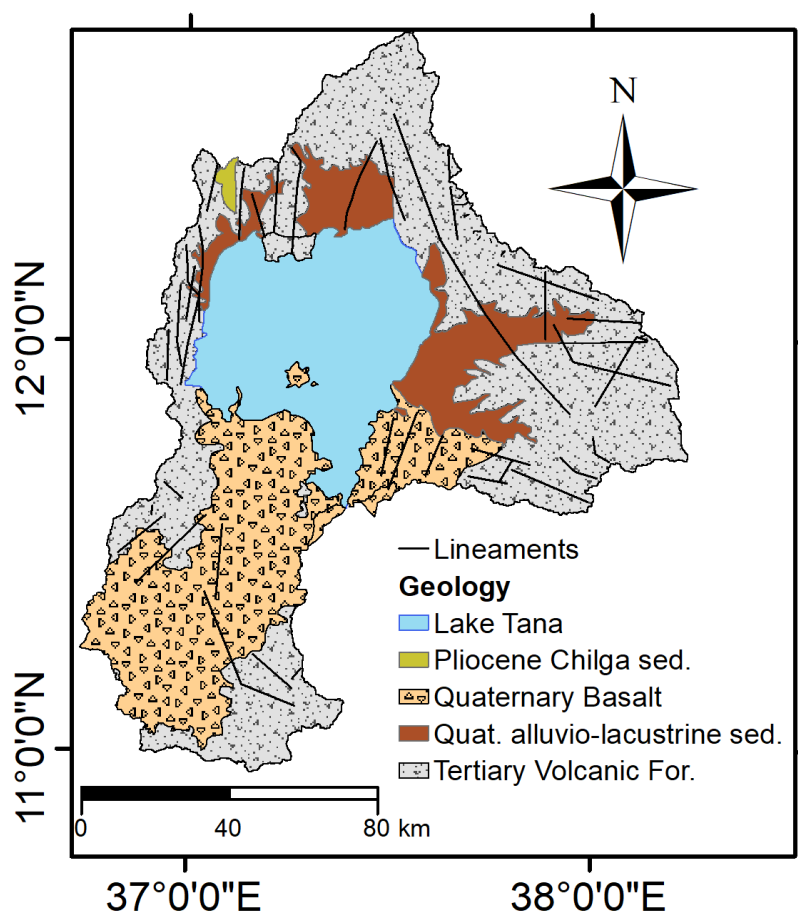 N
12°0'0"N
Lineaments
Geology
Lake Tana
Pliocene Chilga sed.
Quaternary Basalt
Quat. alluvio-lacustrine sed.
Tertiary Volcanic For.
11°0'0"N
0 40 80 km
37°0'0"E 38°0'0"E